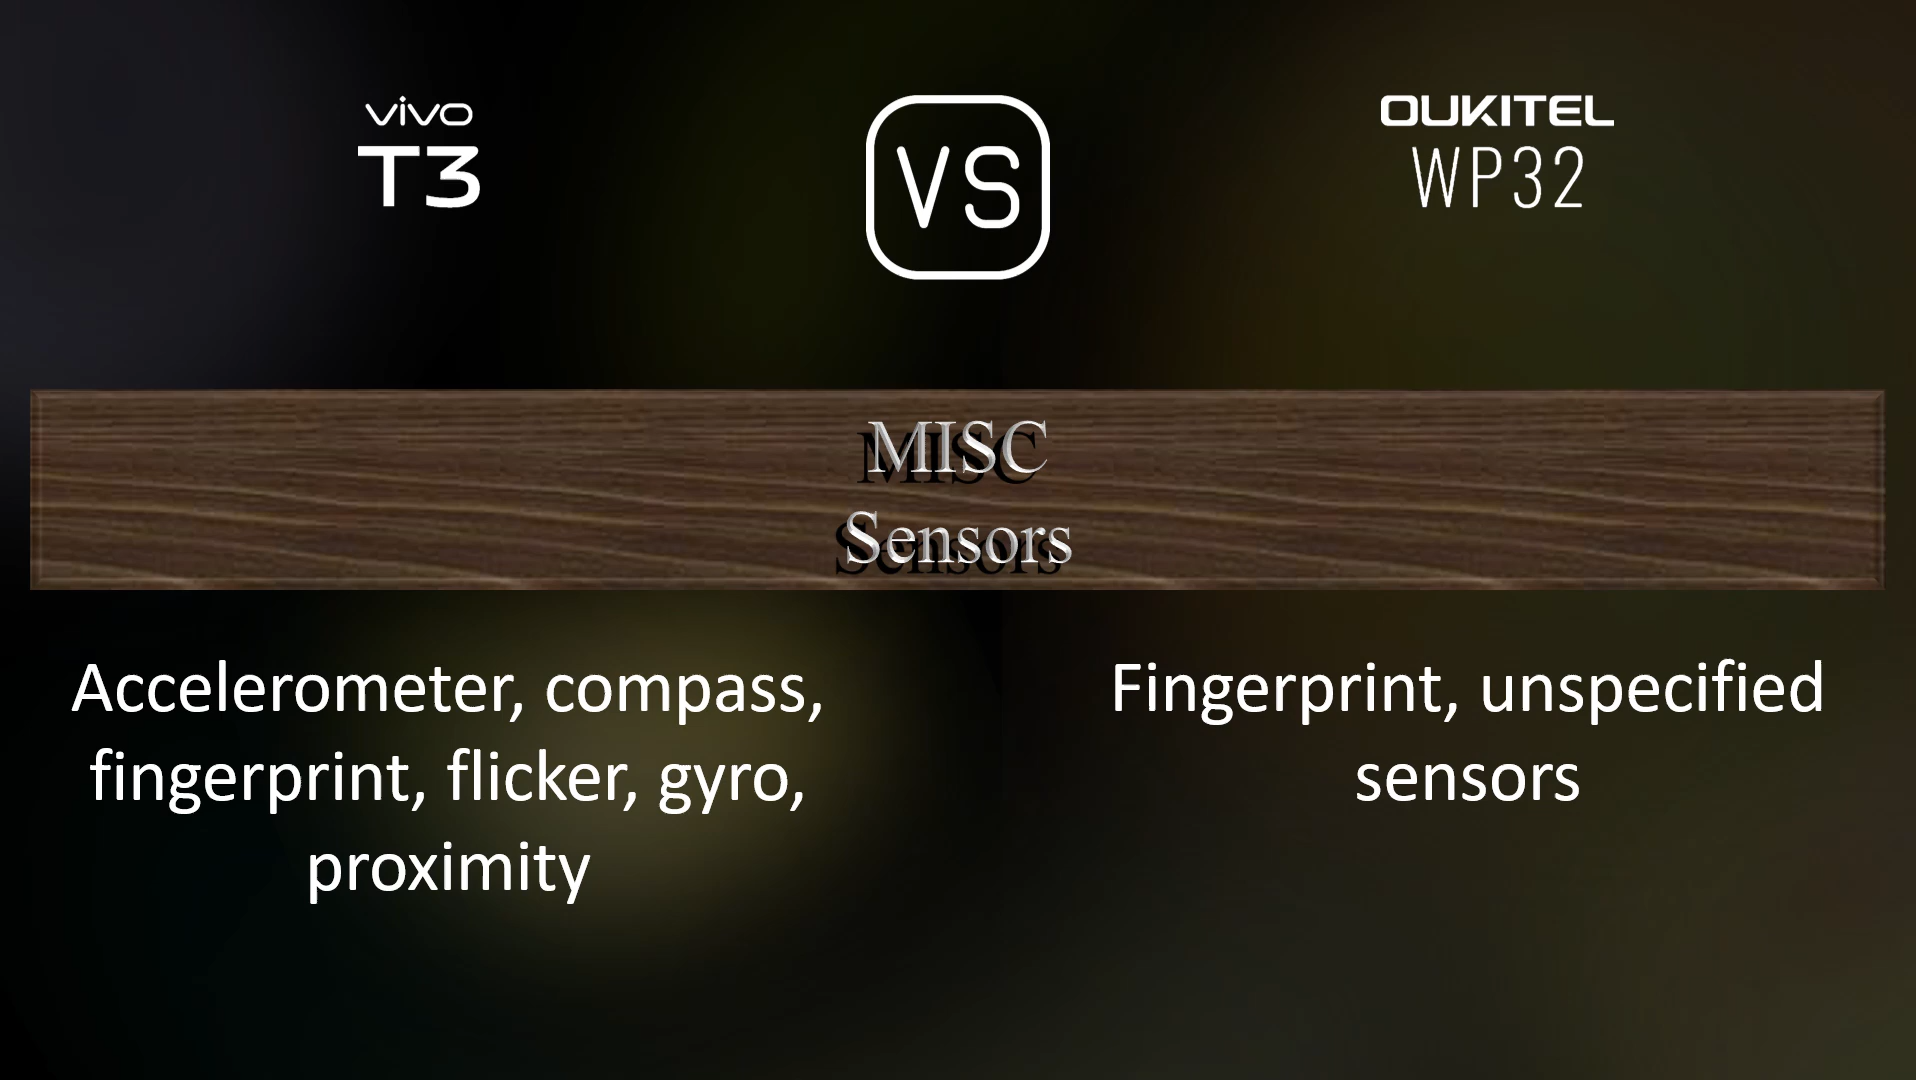 vivo
T3
VS
OUKITEL
WP32
MISC
Sensors
Accelerometer, compass,
fingerprint, flicker, gyro,
proximity
Fingerprint, unspecified
sensors